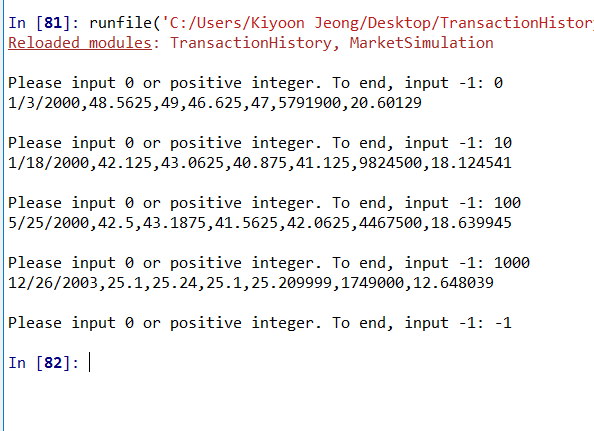 In [81]: runfile('C:/Users/Kiyoon Jeong/Desktop/TransactionHistory
Reloaded modules: TransactionHistory, MarketSimulation
Please input 0 or positive integer. To end, input -1: 0
1/3/2000,48.5625,49,46.625,47,5791900,20.60129
Please input 0 or positive integer. To end, input -1: 10
1/18/2000,42.125,43.0625,40.875,41.125,9824500,18.124541
Please input 0 or positive integer. To end, input -1: 100
5/25/2000,42.5,43.1875,41.5625,42.0625,4467500,18.639945
Please input 0 or positive integer. To end, input -1: 1000
12/26/2003,25.1,25.24,25.1,25.209999,1749000,12.648039
Please input 0 or positive integer. To end, input -1: -1
In [82]: